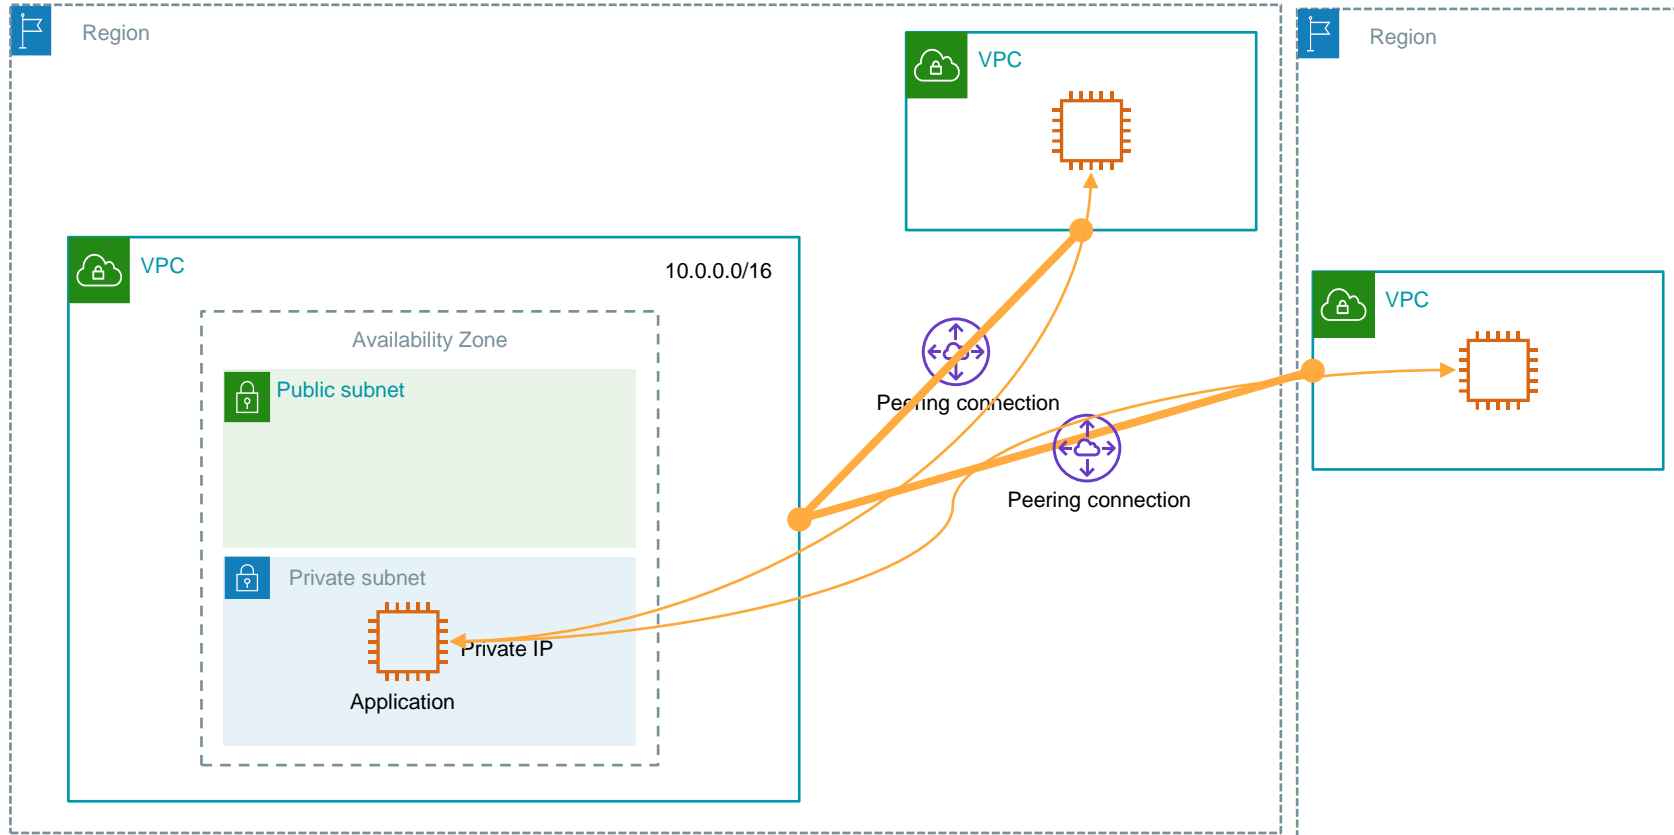 Region
Region
VPC
VPC
10.0.0.0/16
VPC
Availability Zone
Public subnet
Peering connection
Peering connection
Private subnet
Private IP
Application